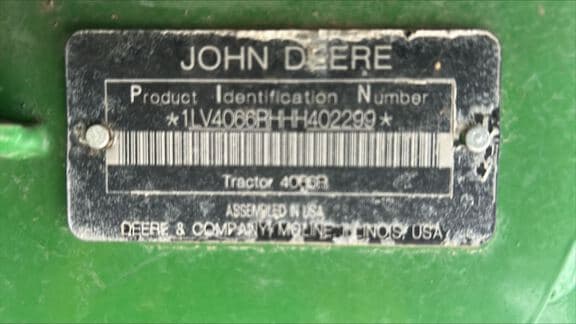 JOHN DEERE
Product Identification Number
*1LV4066RHHH402299*
Tractor 4066R
ASSEMBLED IN USA
DEERE & COMPANY, MOLINE, ILLINOIS, USA